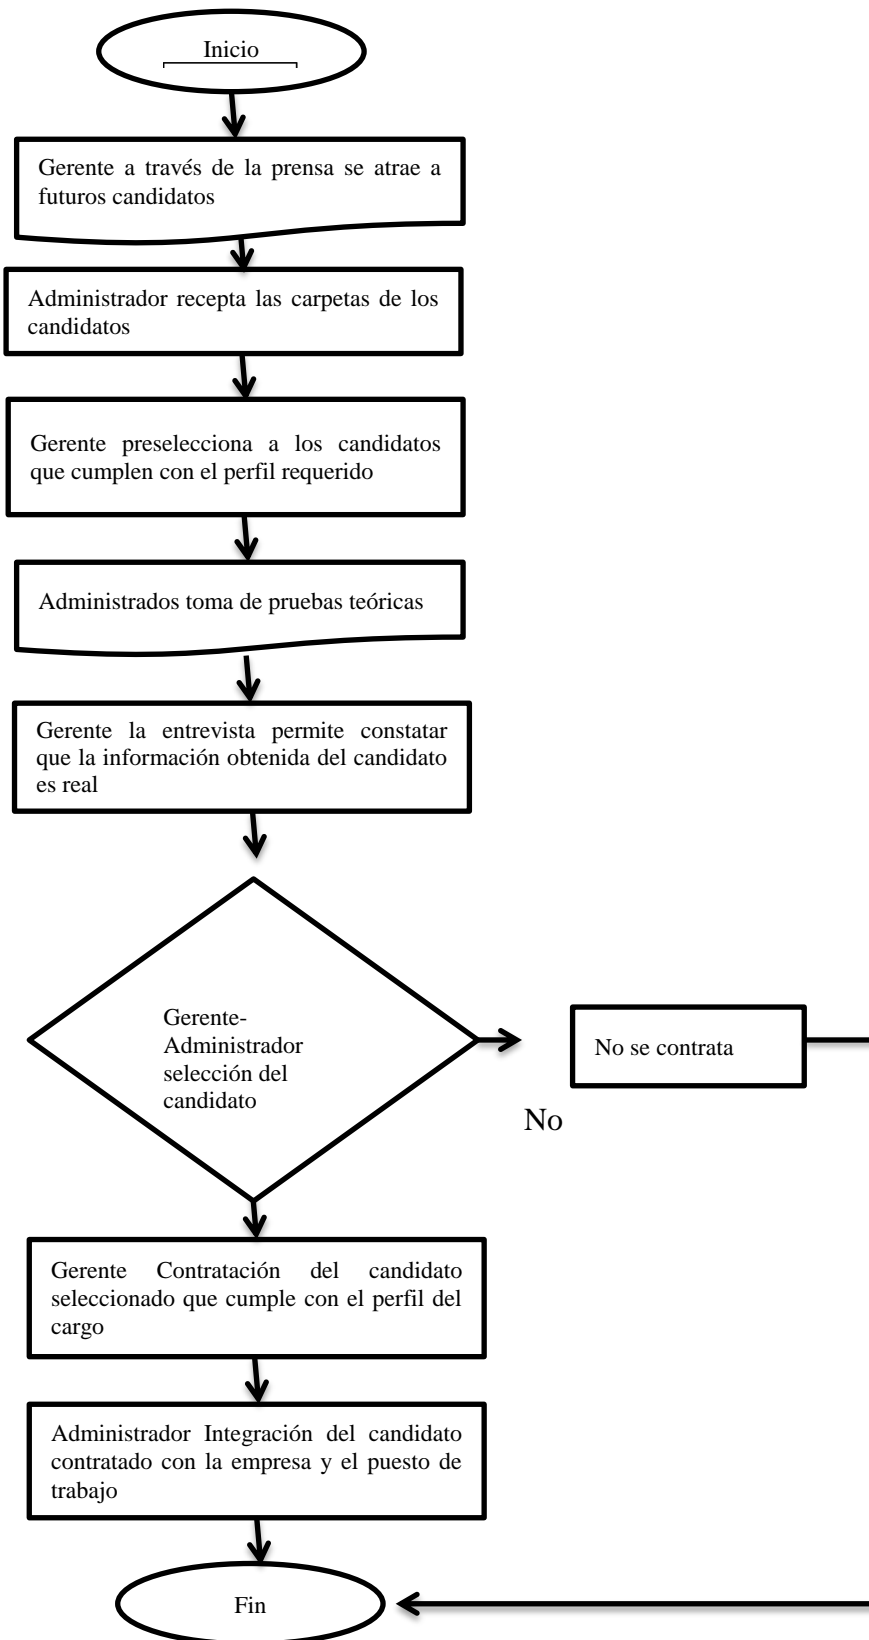 Inicio
Gerente a través de la prensa se atrae a
futuros candidatos
Administrador recepta las carpetas de los
candidatos
Gerente preselecciona a los candidatos
que cumplen con el perfil requerido
Administrados toma de pruebas teóricas
Gerente la entrevista permite constatar
que la información obtenida del candidato
es real
Gerente-
Administrador
selección del
candidato
No se contrata
No
Gerente Contratación del candidato
seleccionado que cumple con el perfil del
cargo
Administrador Integración del candidato
contratado con la empresa y el puesto de
trabajo
Fin